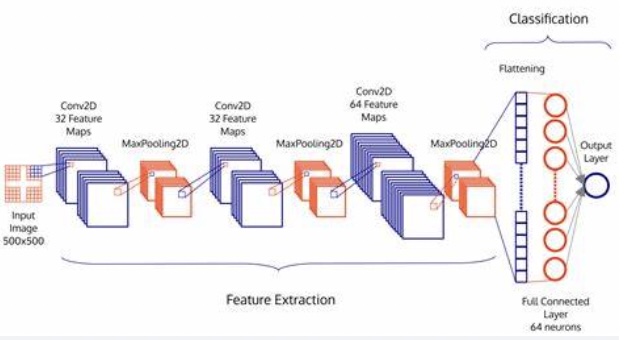 Classification
Flattening
Conv2D
32 Feature
Maps
MaxPooling2D
Conv2D
32 Feature
Maps
MaxPooling2D
Conv2D
64 Feature
Maps
MaxPooling2D
Output
Layer
Input
Image
500x500
Feature Extraction
Full Connected
Layer
64 neurons